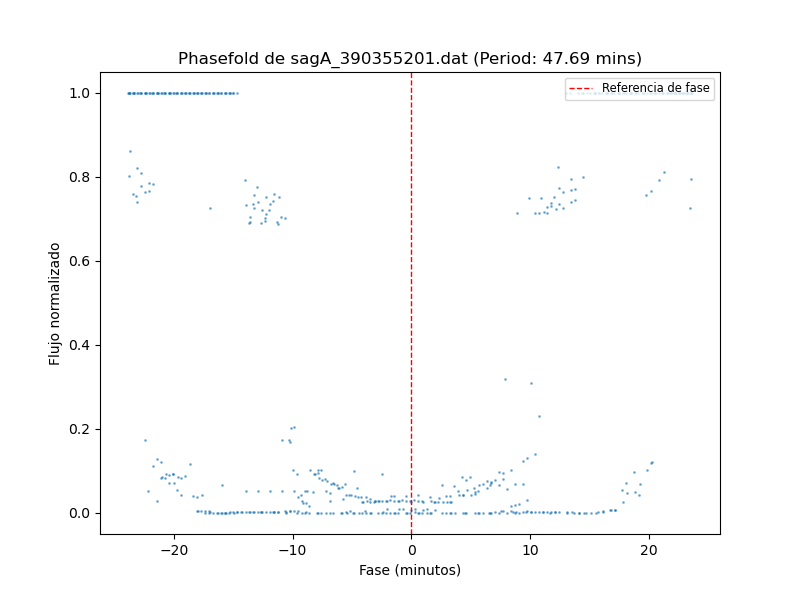 Phasefold de sagA_390355201.dat (Period: 47.69 mins)
Referencia de fase
Flujo normalizado
1.0
0.8
0.6
0.4
0.2
0.0
−20 −10 0 10 20
Fase (minutos)